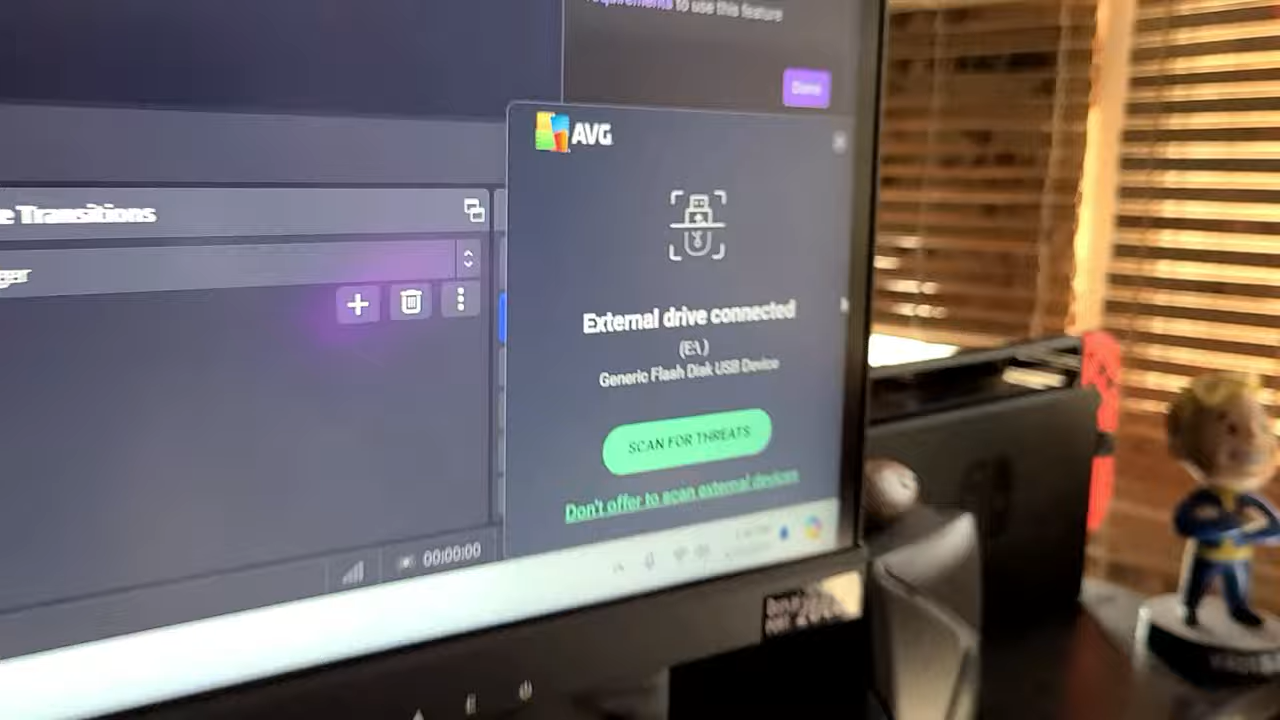 requirements to use this feature
Done
AVG
e Transitions
External drive connected
(E:\)
Generic Flash Disk USB Device
SCAN FOR THREATS
Don't offer to scan external devices
00:00:00